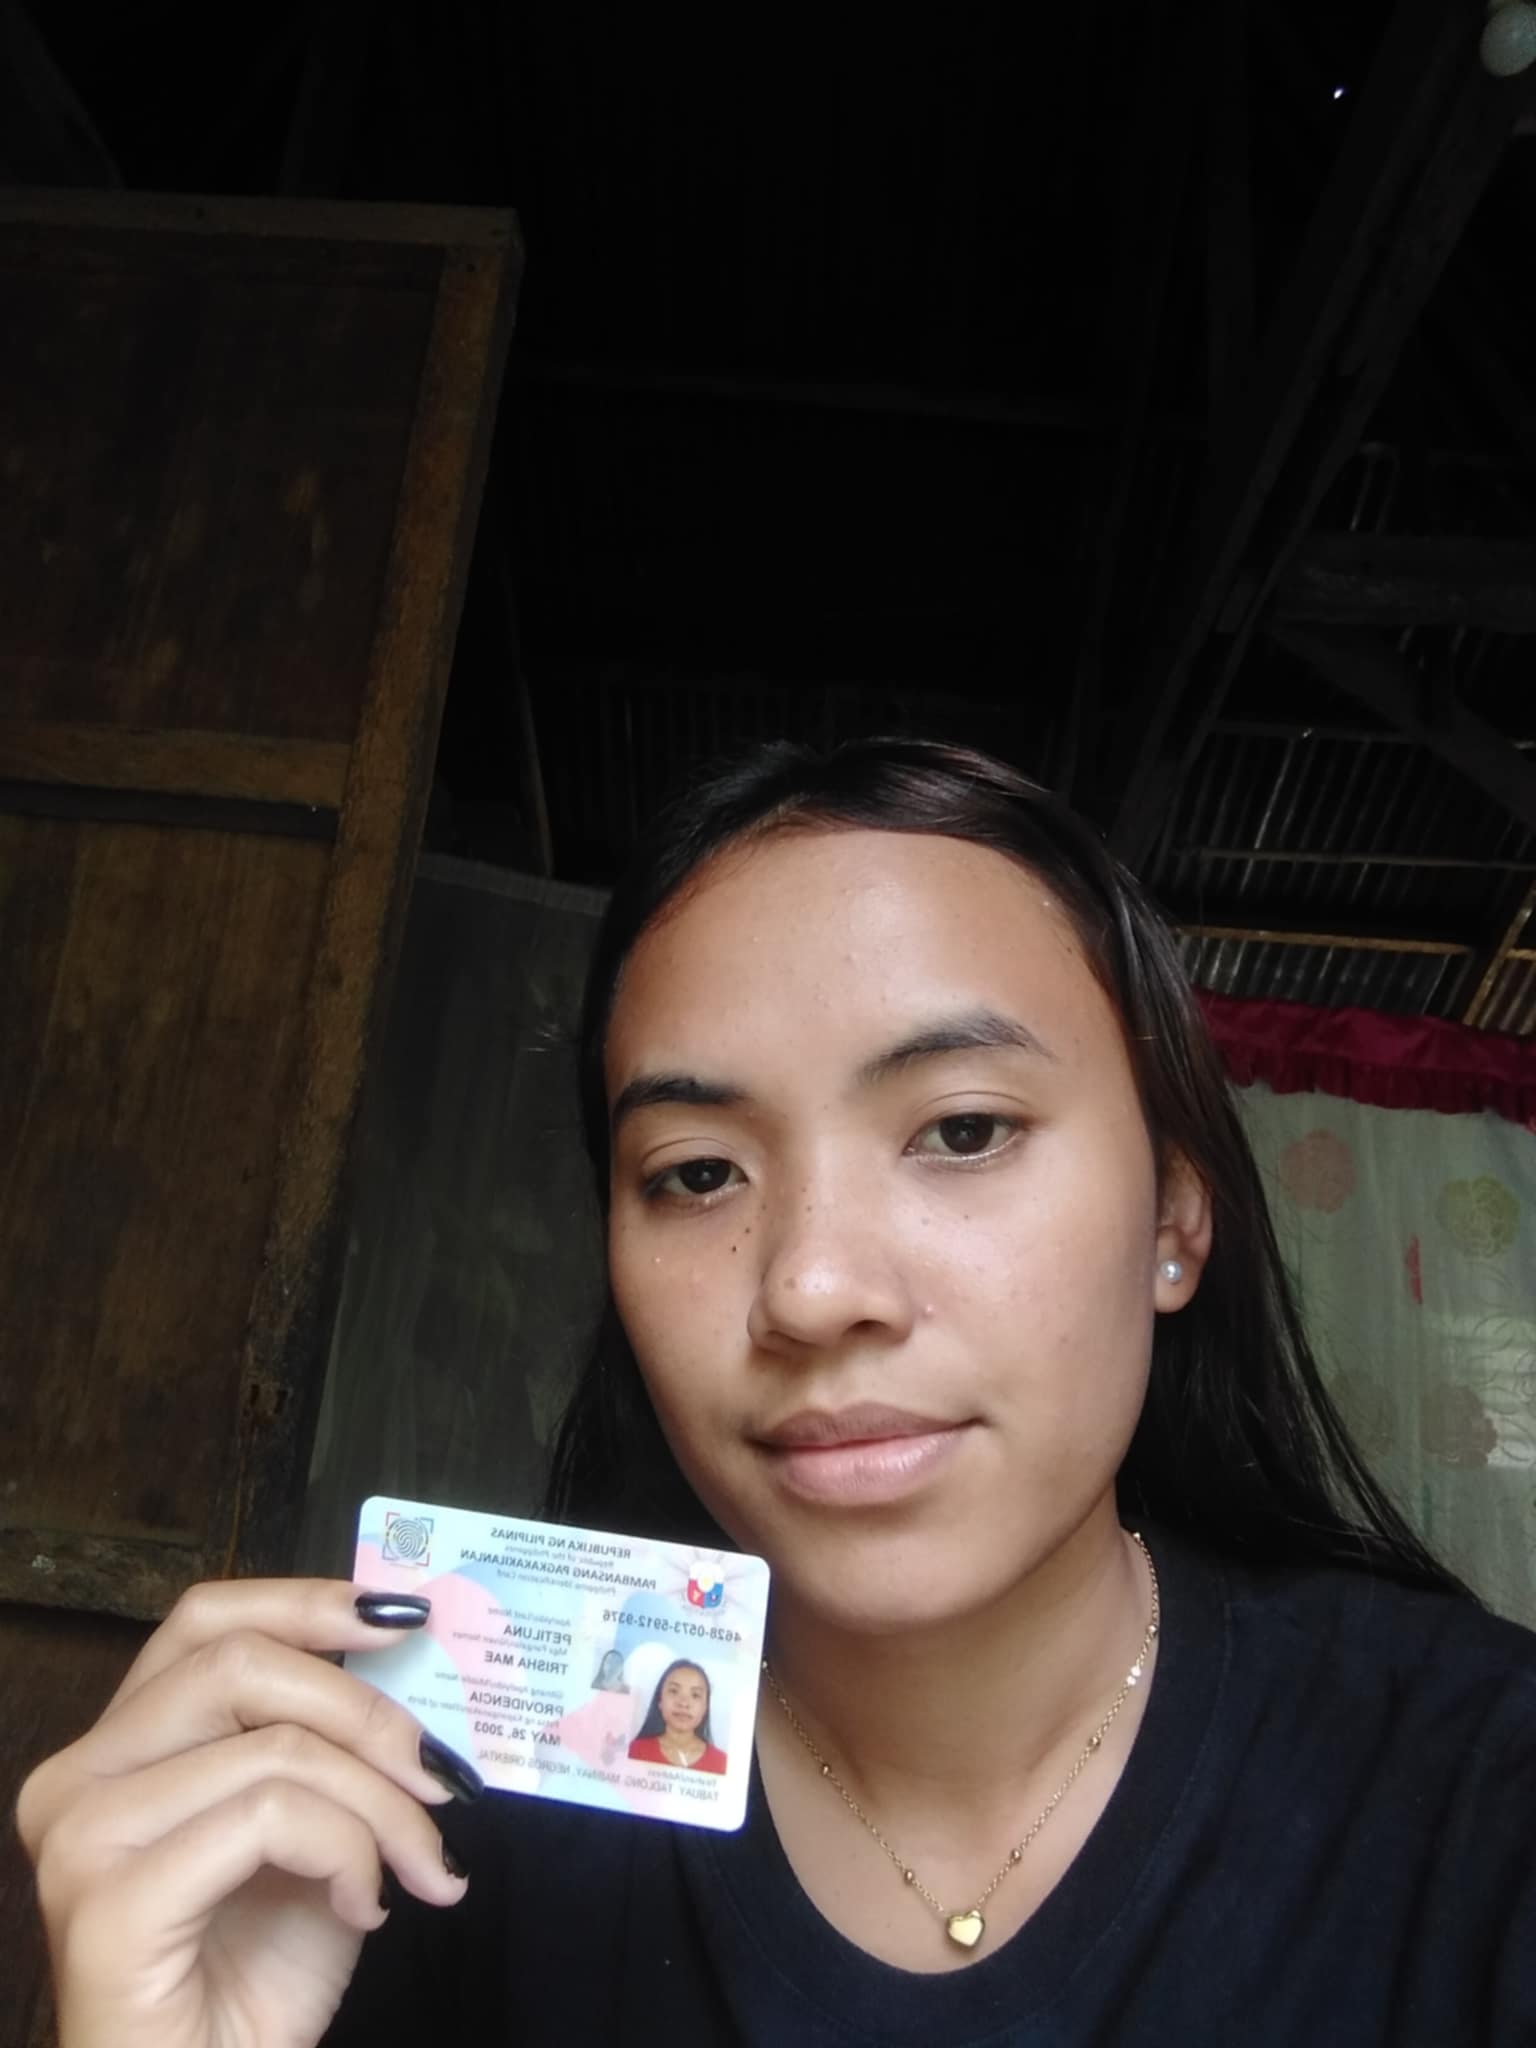 REPUBLIKA NG PILIPINAS
Republic of the Philippines
PAMBANSANG PAGKAKAKILANLAN
Philippine Identification Card
4628-0573-5912-9376
Apelyido/Last Name
PETILUNA
Mga Pangalan/Given Names
TRISHA MAE
Gitnang Apelyido/Middle Name
PROVIDENCIA
Petsa ng Kapanganakan/Date of Birth
MAY 26, 2003
Tirahan/Address
TABUAY, TADLONG, MABINAY, NEGROS ORIENTAL